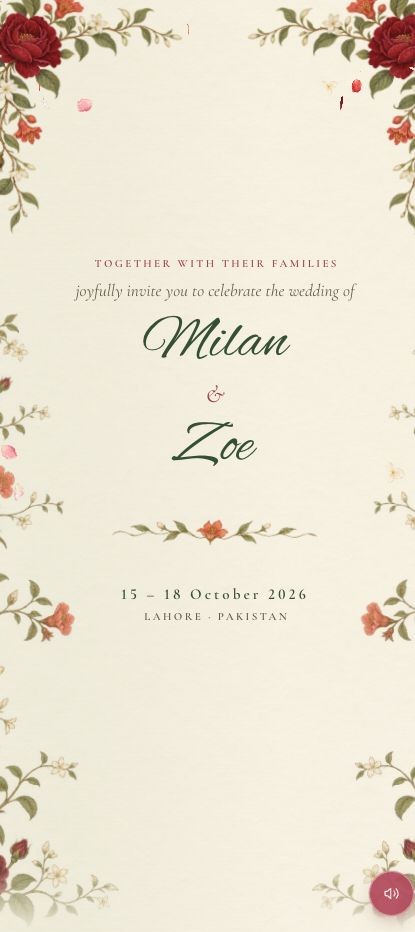 TOGETHER WITH THEIR FAMILIES
joyfully invite you to celebrate the wedding of
Milan
&
Zoe
15 – 18 October 2026
LAHORE · PAKISTAN